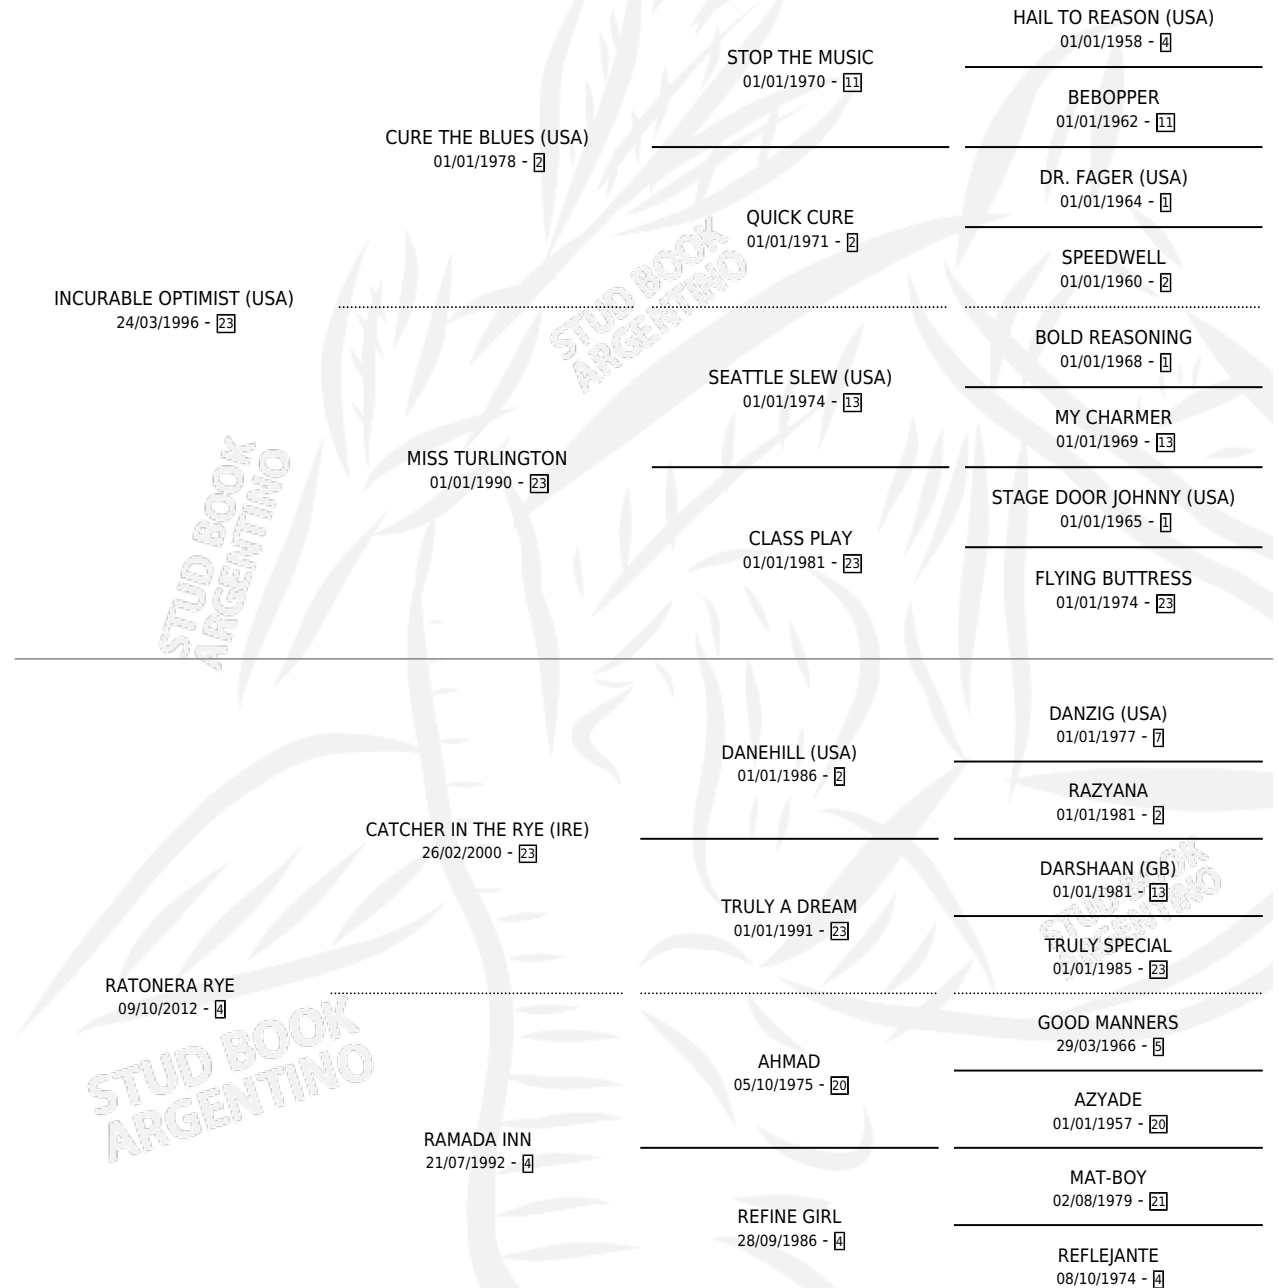 HAIL TO REASON (USA)
01/01/1958 - 4
STOP THE MUSIC
01/01/1970 - 11
BEBOPPER
01/01/1962 - 11
CURE THE BLUES (USA)
01/01/1978 - 2
DR. FAGER (USA)
01/01/1964 - 1
QUICK CURE
01/01/1971 - 2
SPEEDWELL
01/01/1960 - 2
INCURABLE OPTIMIST (USA)
24/03/1996 - 23
BOLD REASONING
01/01/1968 - 1
SEATTLE SLEW (USA)
01/01/1974 - 13
MY CHARMER
01/01/1969 - 13
MISS TURLINGTON
01/01/1990 - 23
STAGE DOOR JOHNNY (USA)
01/01/1965 - 1
CLASS PLAY
01/01/1981 - 23
FLYING BUTTRESS
01/01/1974 - 23
DANZIG (USA)
01/01/1977 - 7
DANEHILL (USA)
01/01/1986 - 2
RAZYANA
01/01/1981 - 2
CATCHER IN THE RYE (IRE)
26/02/2000 - 23
DARSHAAN (GB)
01/01/1981 - 13
TRULY A DREAM
01/01/1991 - 23
TRULY SPECIAL
01/01/1985 - 23
RATONERA RYE
09/10/2012 - 4
GOOD MANNERS
29/03/1966 - 5
AHMAD
05/10/1975 - 20
AZYADE
01/01/1957 - 20
RAMADA INN
21/07/1992 - 4
MAT-BOY
02/08/1979 - 21
REFINE GIRL
28/09/1986 - 4
REFLEJANTE
08/10/1974 - 4
STUD BOOK
ARGENTINO
STUD BOOK
ARGENTINO
STUD BOOK
ARGENTINO
STUD BOOK
ARGENTINO